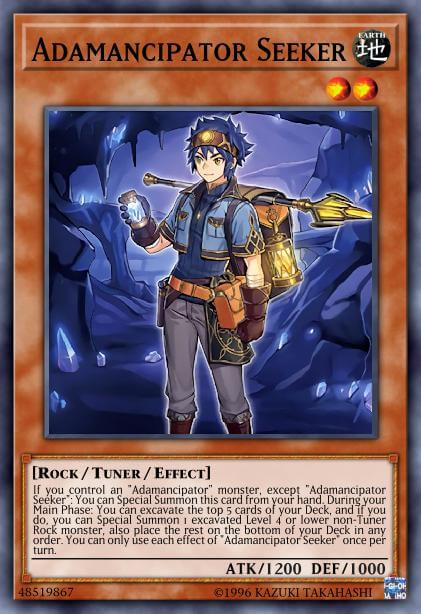 ADAMANCIPATOR SEEKER
EARTH
地
[ROCK / TUNER / EFFECT]
If you control an "Adamancipator" monster, except "Adamancipator
Seeker": You can Special Summon this card from your hand. During your
Main Phase: You can excavate the top 5 cards of your Deck, and if you
do, you can Special Summon 1 excavated Level 4 or lower non-Tuner
Rock monster, also place the rest on the bottom of your Deck in any
order. You can only use each effect of "Adamancipator Seeker" once per
turn.
ATK/1200 DEF/1000
48519867
©1996 KAZUKI TAKAHASHI